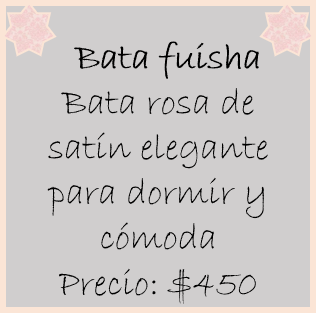 Bata fuisha
Bata rosa de
satín elegante
para dormir y
cómoda
Precio: $450